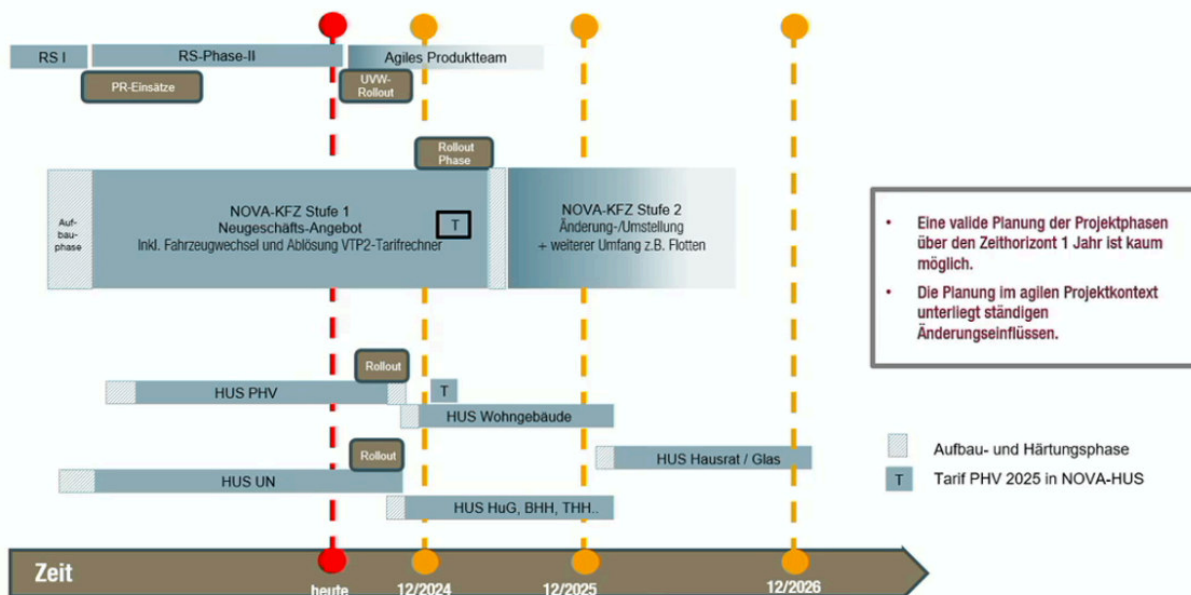 RS I
RS-Phase-II
Agiles Produktteam
PR-Einsätze
UVW-
Rollout
Rollout
Phase
Auf-
bau-
phase
NOVA-KFZ Stufe 1
Neugeschäfts-Angebot
Inkl. Fahrzeugwechsel und Ablösung VTP2-Tarifrechner
T
NOVA-KFZ Stufe 2
Änderung-/Umstellung
+ weiterer Umfang z.B. Flotten
• Eine valide Planung der Projektphasen
über den Zeithorizont 1 Jahr ist kaum
möglich.
• Die Planung im agilen Projektkontext
unterliegt ständigen
Änderungseinflüssen.
Rollout
HUS PHV
T
HUS Wohngebäude
Rollout
HUS Hausrat / Glas
HUS UN
HUS HuG, BHH, THH..
Aufbau- und Härtungsphase
T Tarif PHV 2025 in NOVA-HUS
Zeit
heute
12/2024
12/2025
12/2026